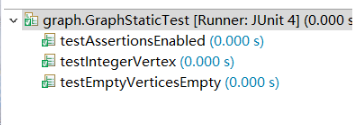 graph.GraphStaticTest [Runner: JUnit 4] (0.000 s)
testAssertionsEnabled (0.000 s)
testIntegerVertex (0.000 s)
testEmptyVerticesEmpty (0.000 s)